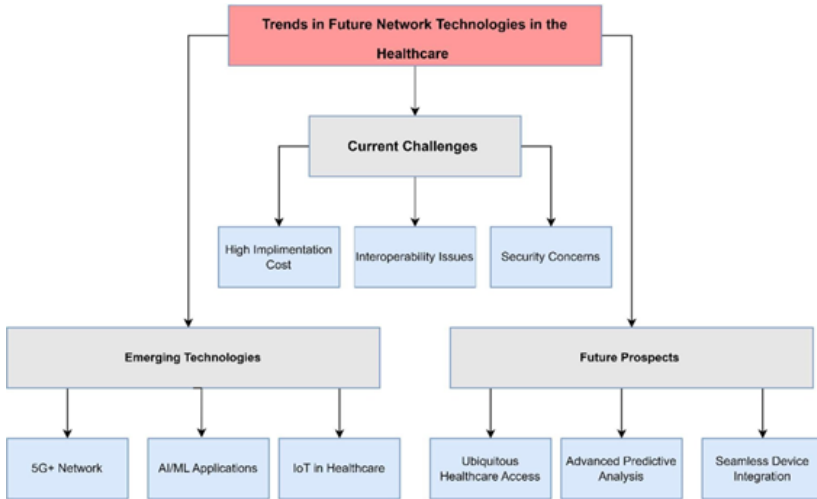 Trends in Future Network Technologies in the
Healthcare
Current Challenges
High Implimentation
Cost
Interoperability Issues
Security Concerns
Emerging Technologies
Future Prospects
5G+ Network
AI/ML Applications
IoT in Healthcare
Ubiquitous
Healthcare Access
Advanced Predictive
Analysis
Seamless Device
Integration